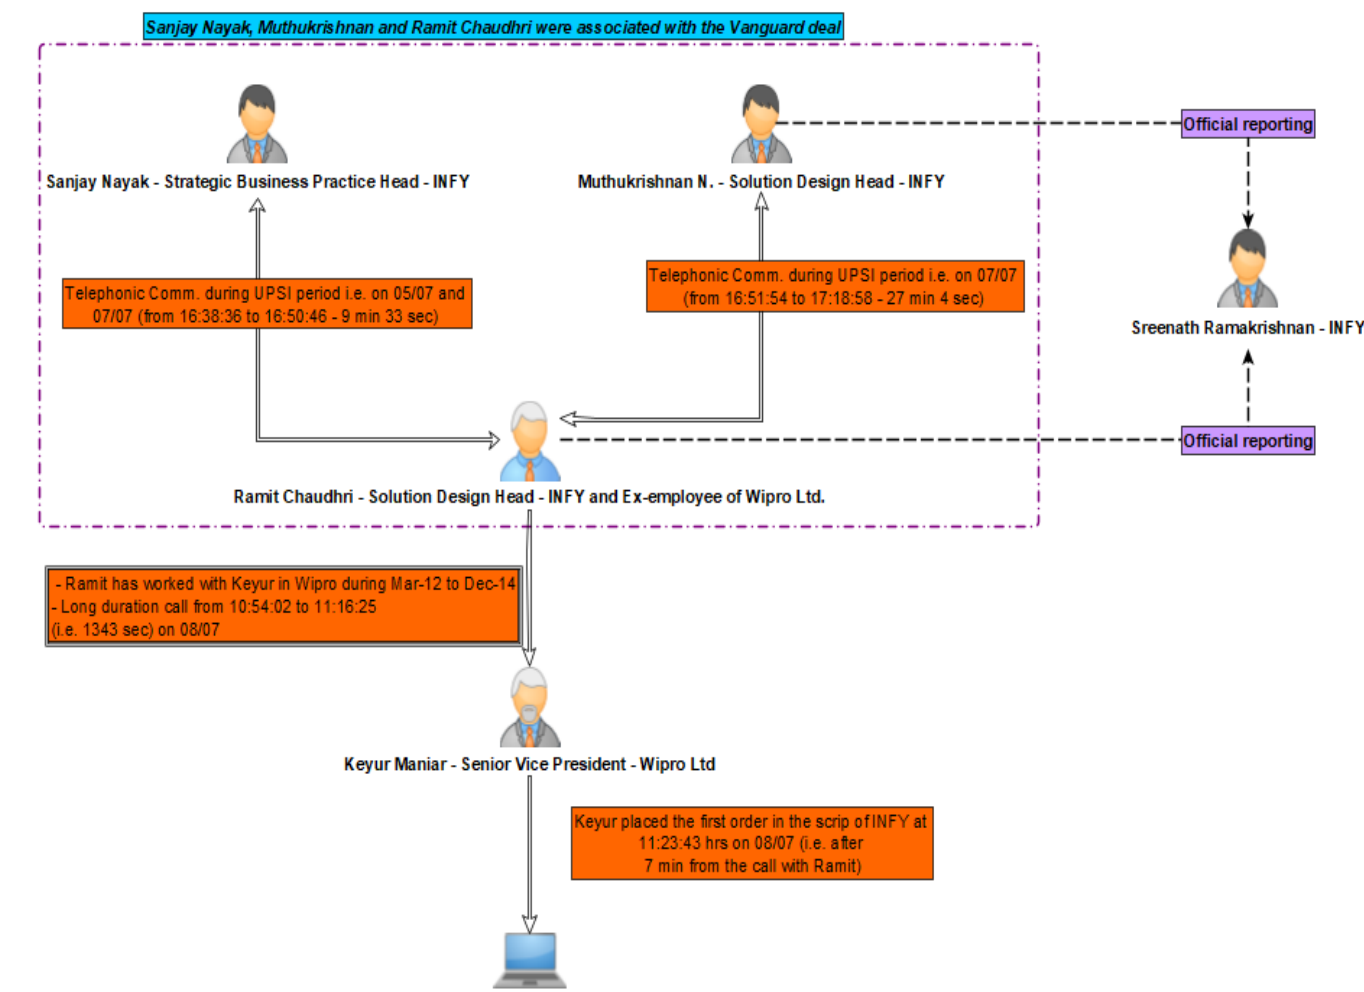 Sanjay Nayak, Muthukrishnan and Ramit Chaudhri were associated with the Vanguard deal
Official reporting
Sanjay Nayak - Strategic Business Practice Head - INFY
Muthukrishnan N. - Solution Design Head - INFY
Telephonic Comm. during UPSI period i.e. on 05/07 and
07/07 (from 16:38:36 to 16:50:46 - 9 min 33 sec)
Telephonic Comm. during UPSI period i.e. on 07/07
(from 16:51:54 to 17:18:58 - 27 min 4 sec)
Sreenath Ramakrishnan - INFY
Official reporting
Ramit Chaudhri - Solution Design Head - INFY and Ex-employee of Wipro Ltd.
- Ramit has worked with Keyur in Wipro during Mar-12 to Dec-14
- Long duration call from 10:54:02 to 11:16:25
(i.e. 1343 sec) on 08/07
Keyur Maniar - Senior Vice President - Wipro Ltd
Keyur placed the first order in the scrip of INFY at
11:23:43 hrs on 08/07 (i.e. after
7 min from the call with Ramit)